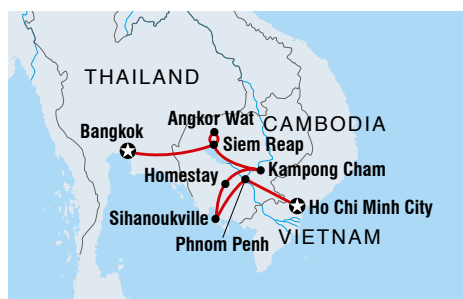 THAILAND
Angkor Wat
Bangkok
CAMBODIA
Siem Reap
Homestay
Kampong Cham
Sihanoukville
Ho Chi Minh City
Phnom Penh
VIETNAM